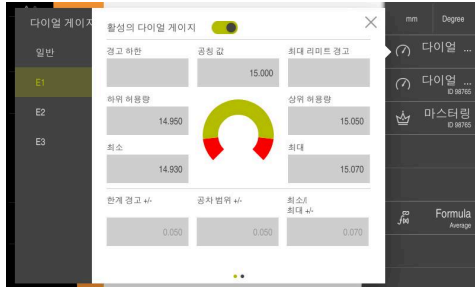 다이얼 게이지
일반
E1
E2
E3
활성의 다이얼 게이지
경고 하한
공칭 값
최대 리미트 경고
15.000
하위 허용량
상위 허용량
14.950
15.050
최소
최대
14.930
15.070
한계 경고 +/-
공차 범위 +/-
최소/
최대 +/-
0.050
0.050
0.070
mm
Degree
다이얼 ...
다이얼 ...
ID 98765
마스터링
ID 98765
Formula
Average